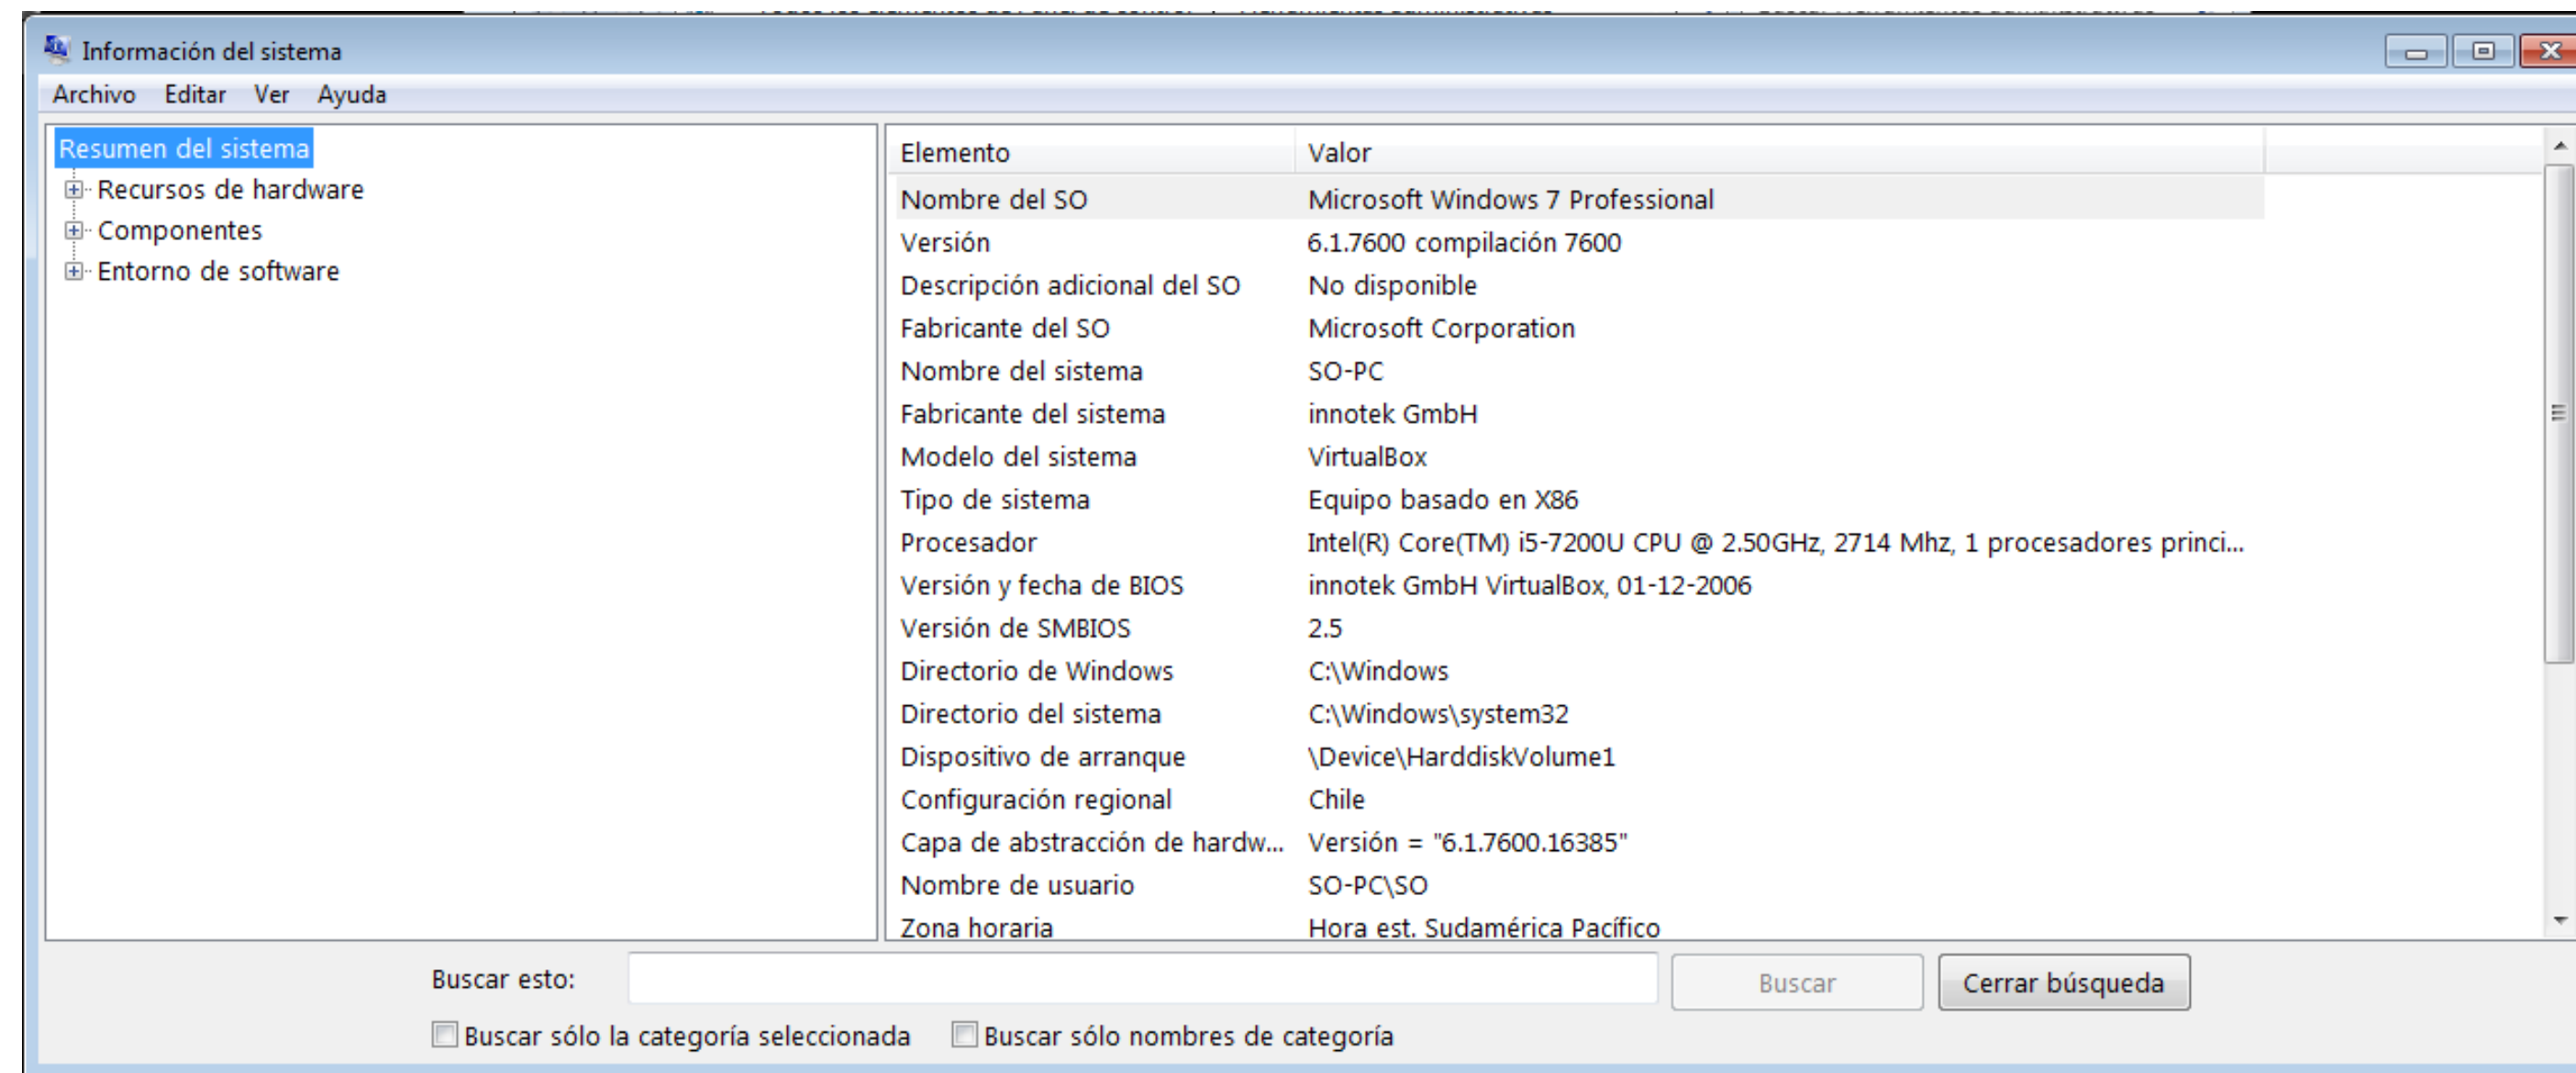 Información del sistema
Archivo Editar Ver Ayuda
Resumen del sistema
Recursos de hardware
Componentes
Entorno de software
Elemento Valor
Nombre del SO Microsoft Windows 7 Professional
Versión 6.1.7600 compilación 7600
Descripción adicional del SO No disponible
Fabricante del SO Microsoft Corporation
Nombre del sistema SO-PC
Fabricante del sistema innotek GmbH
Modelo del sistema VirtualBox
Tipo de sistema Equipo basado en X86
Procesador Intel(R) Core(TM) i5-7200U CPU @ 2.50GHz, 2714 Mhz, 1 procesadores princi...
Versión y fecha de BIOS innotek GmbH VirtualBox, 01-12-2006
Versión de SMBIOS 2.5
Directorio de Windows C:\Windows
Directorio del sistema C:\Windows\system32
Dispositivo de arranque \Device\HarddiskVolume1
Configuración regional Chile
Capa de abstracción de hardw... Versión = "6.1.7600.16385"
Nombre de usuario SO-PC\SO
Zona horaria Hora est. Sudamérica Pacífico
Buscar esto: Buscar Cerrar búsqueda
Buscar sólo la categoría seleccionada Buscar sólo nombres de categoría